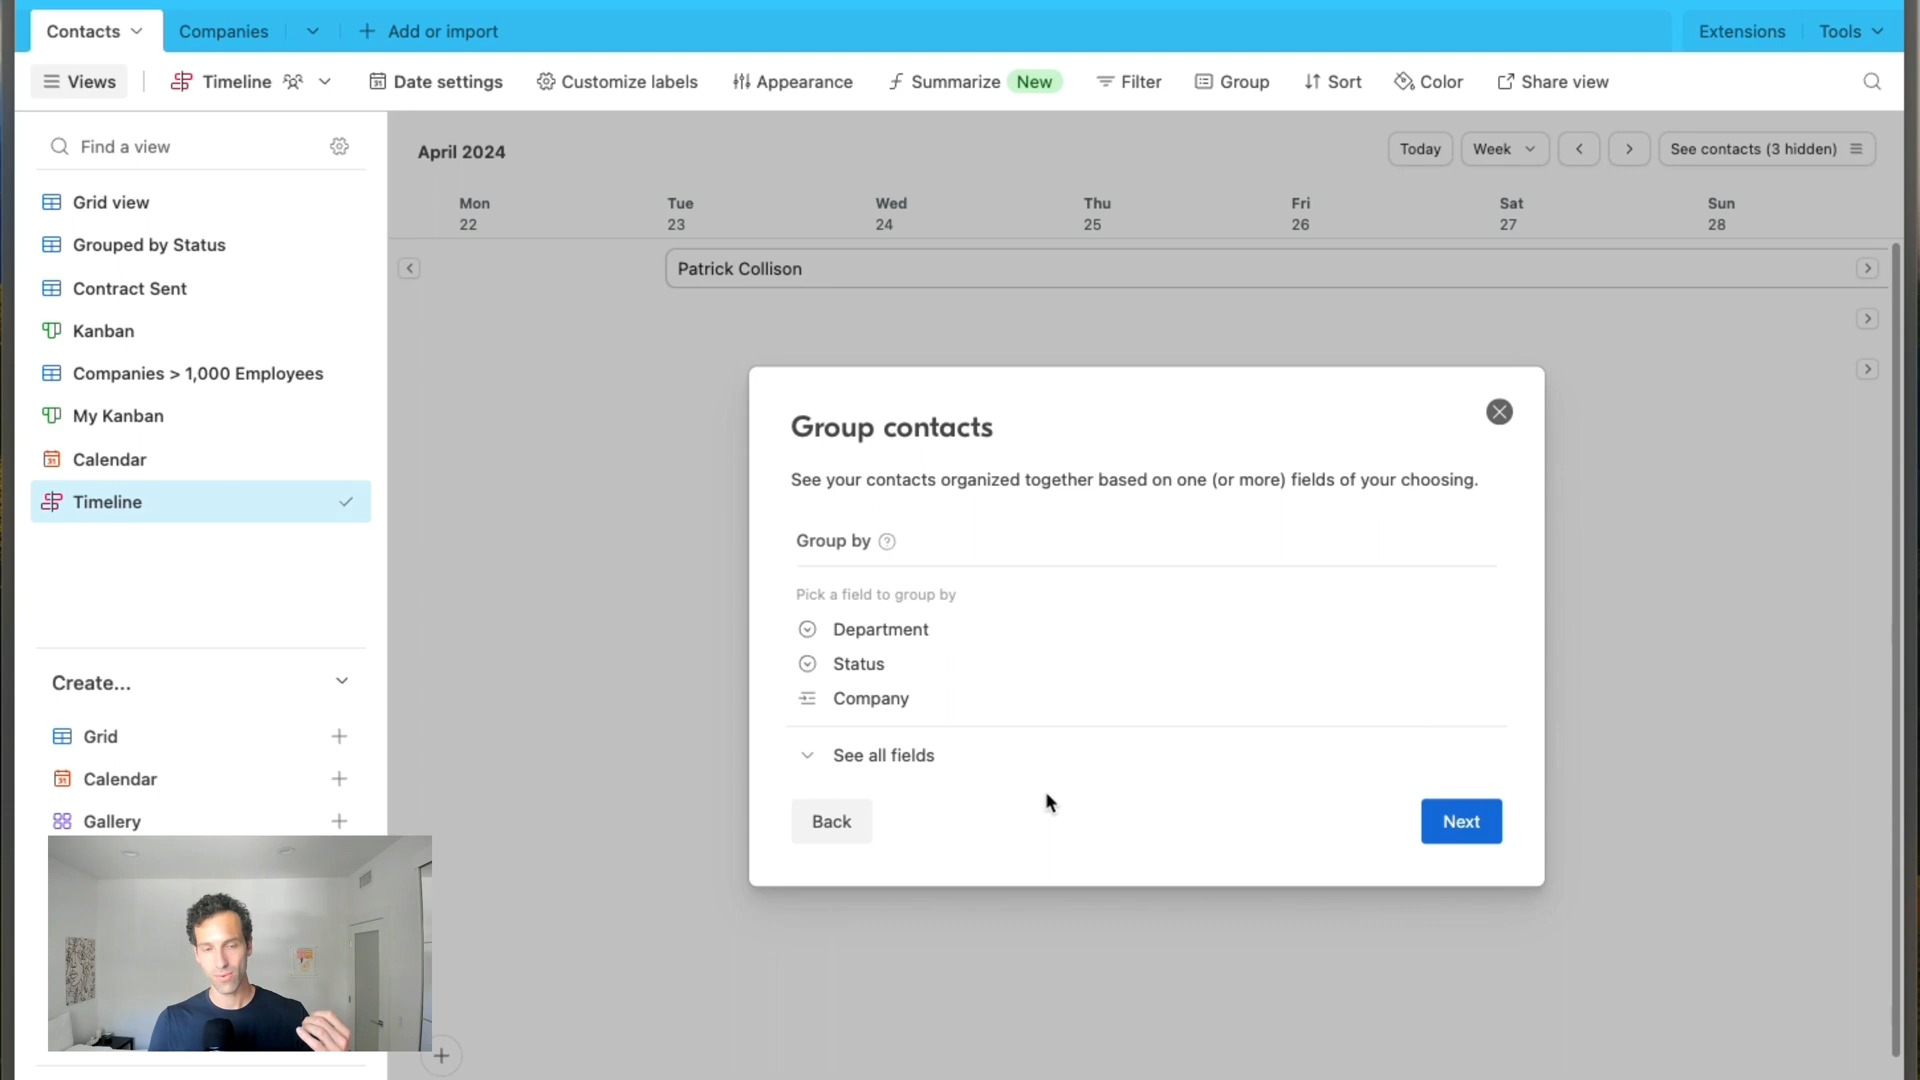 Contacts
Companies
Add or import
Extensions
Tools
Views
Timeline
Date settings
Customize labels
Appearance
Summarize New
Filter
Group
Sort
Color
Share view
Find a view
Grid view
Grouped by Status
Contract Sent
Kanban
Companies > 1,000 Employees
My Kanban
Calendar
Timeline
Create...
Grid
Calendar
Gallery
April 2024
Today
Week
See contacts (3 hidden)
Mon Tue Wed Thu Fri Sat Sun
22 23 24 25 26 27 28
Patrick Collison
Group contacts
See your contacts organized together based on one (or more) fields of your choosing.
Group by
Pick a field to group by
Department
Status
Company
See all fields
Back
Next